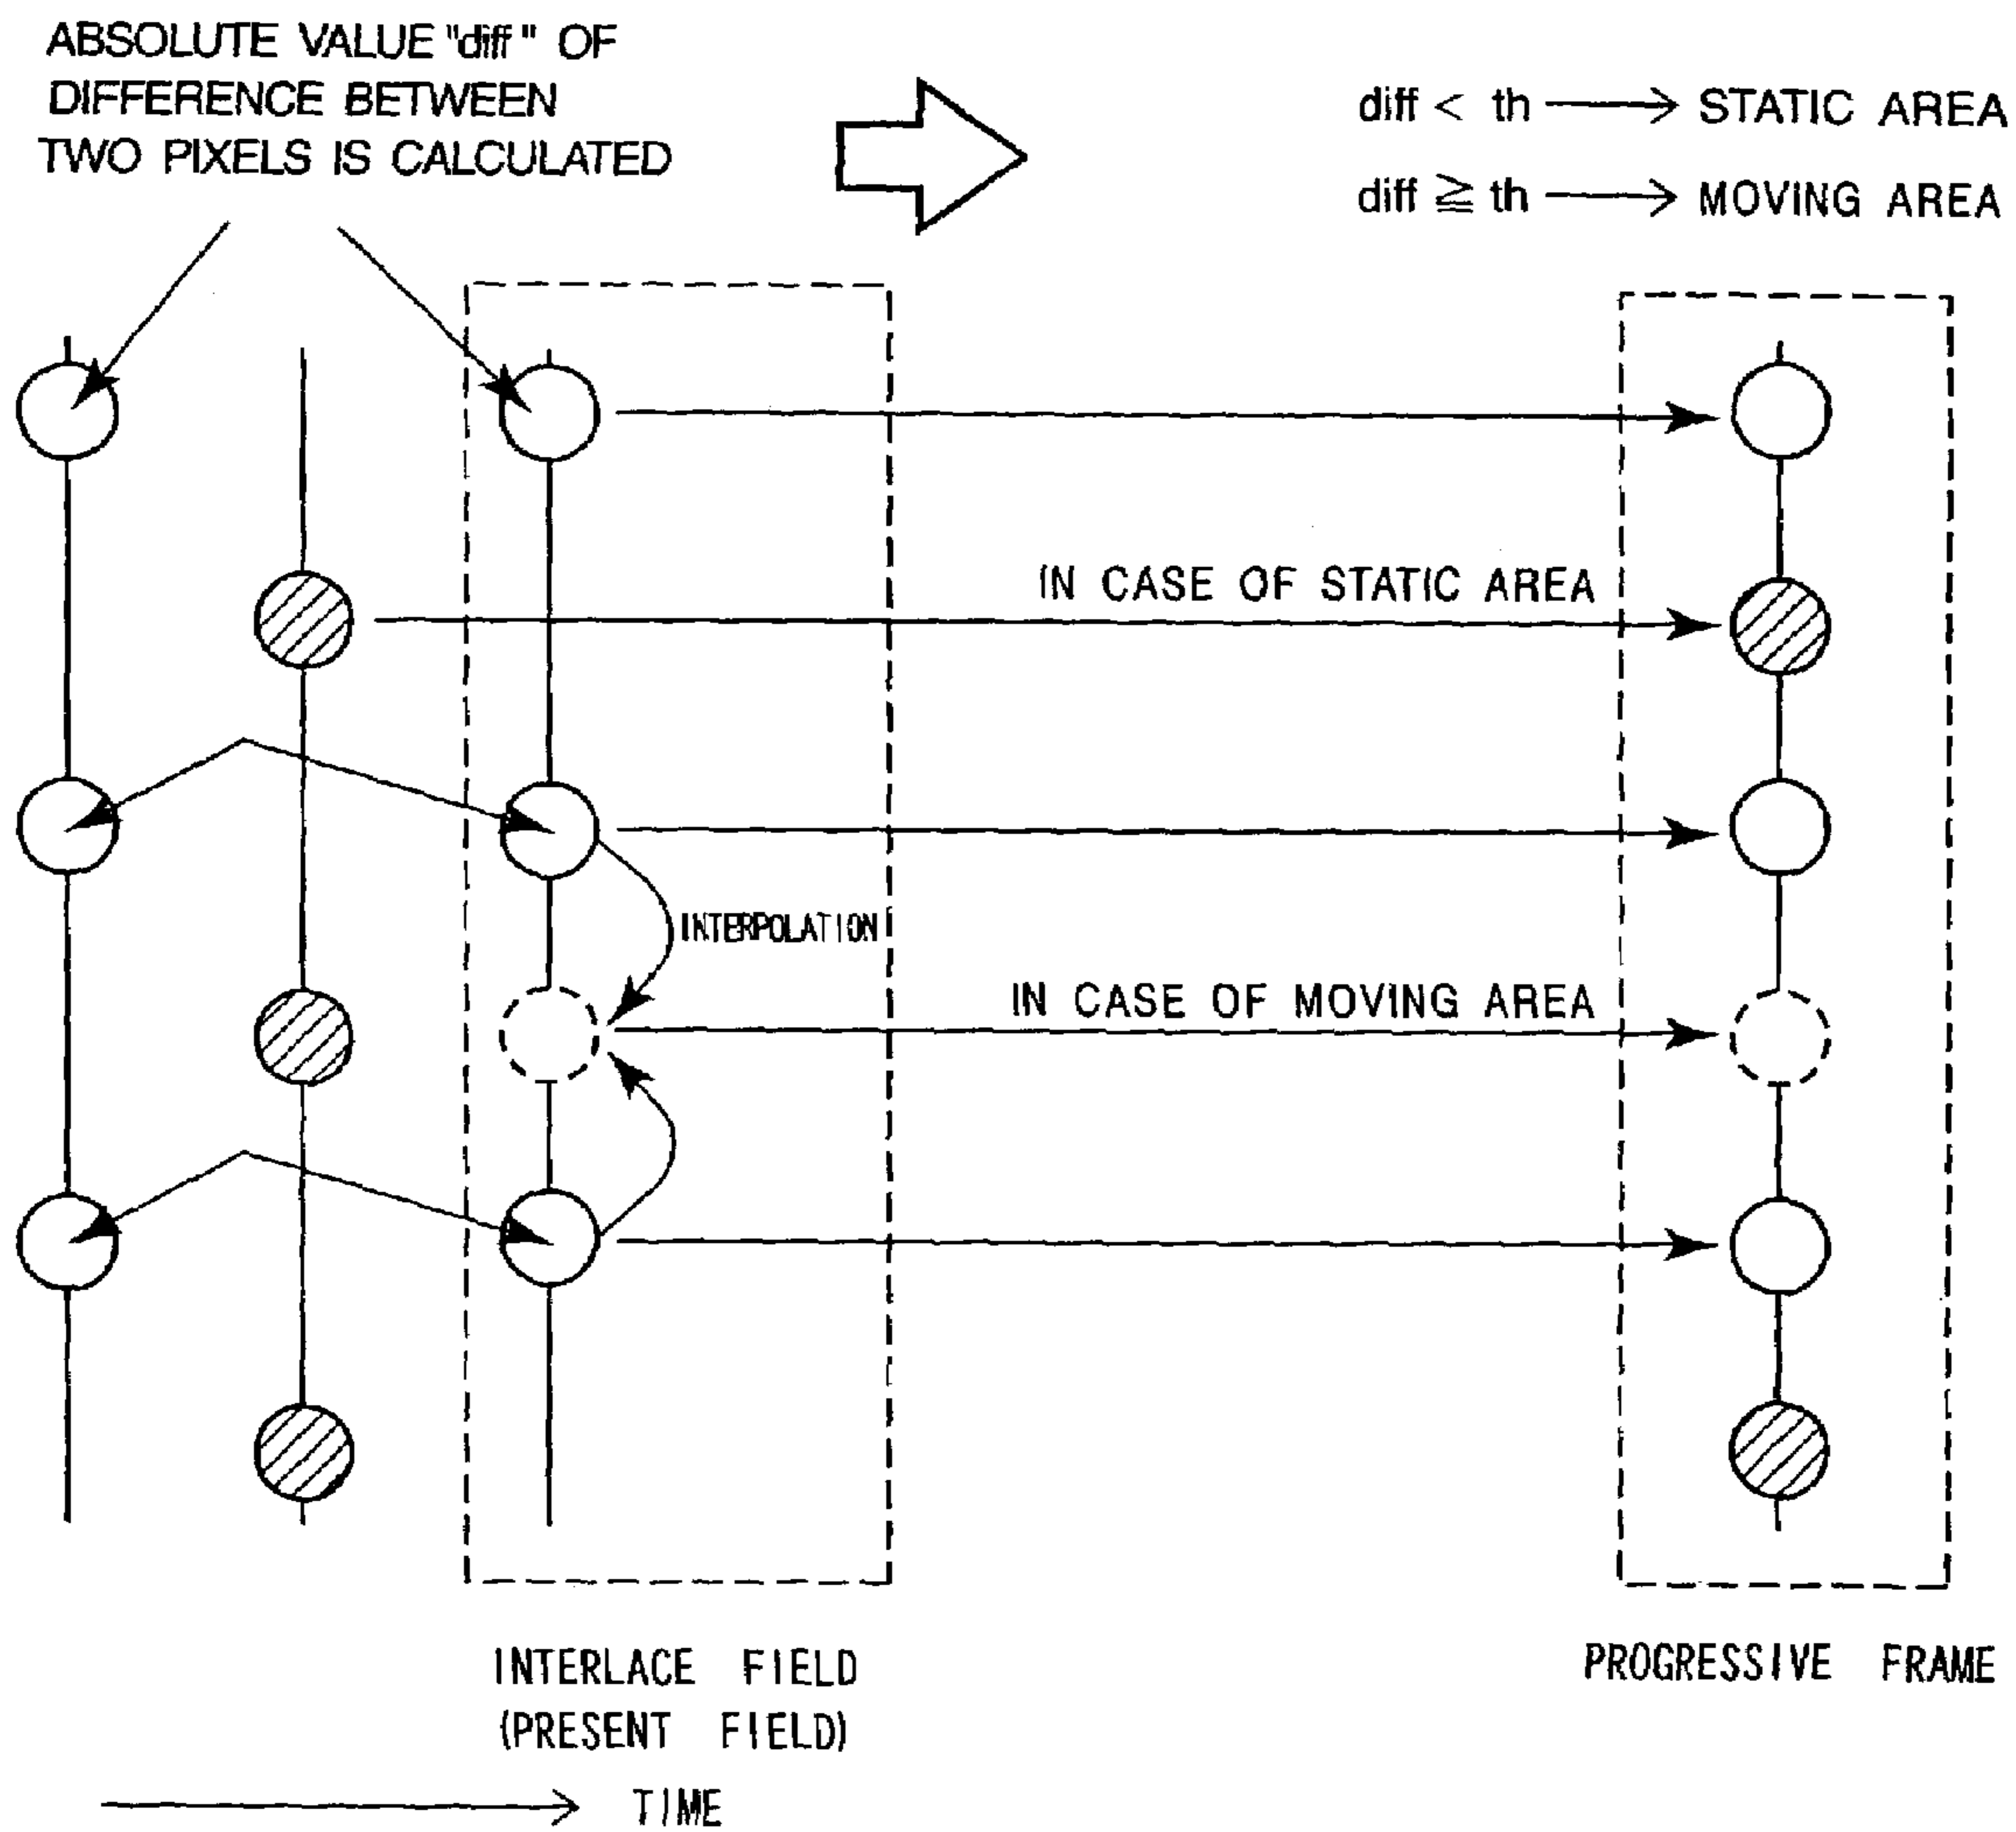 ABSOLUTE VALUE "diff" OF
DIFFERENCE BETWEEN
TWO PIXELS IS CALCULATED
diff < th → STATIC AREA
diff ≧ th → MOVING AREA
IN CASE OF STATIC AREA
INTERPOLATION
IN CASE OF MOVING AREA
INTERLACE FIELD
(PRESENT FIELD)
PROGRESSIVE FRAME
TIME